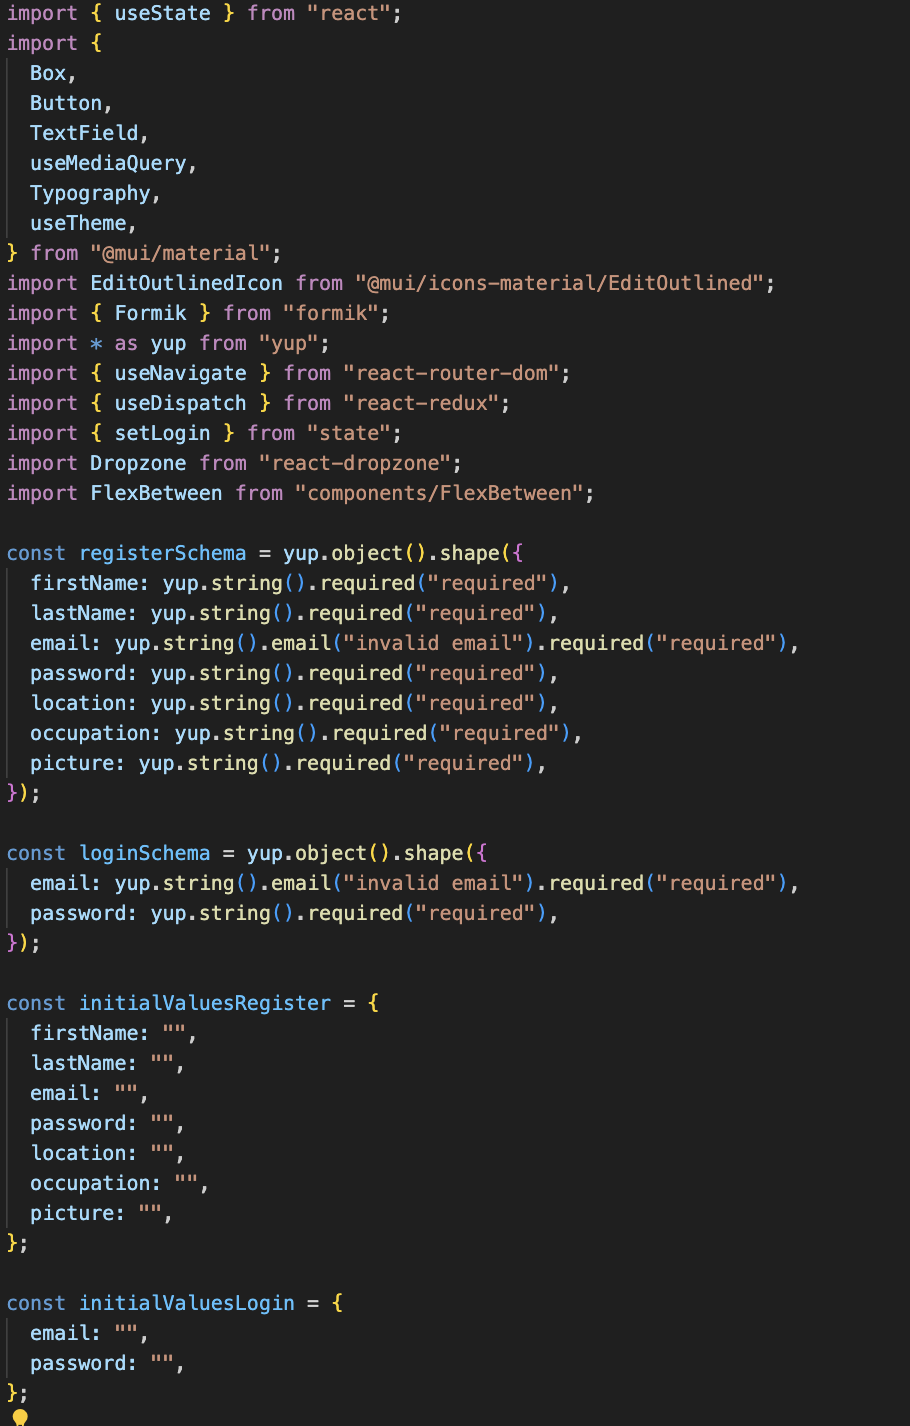 import { useState } from "react";
import {
  Box,
  Button,
  TextField,
  useMediaQuery,
  Typography,
  useTheme,
} from "@mui/material";
import EditOutlinedIcon from "@mui/icons-material/EditOutlined";
import { Formik } from "formik";
import * as yup from "yup";
import { useNavigate } from "react-router-dom";
import { useDispatch } from "react-redux";
import { setLogin } from "state";
import Dropzone from "react-dropzone";
import FlexBetween from "components/FlexBetween";

const registerSchema = yup.object().shape({
  firstName: yup.string().required("required"),
  lastName: yup.string().required("required"),
  email: yup.string().email("invalid email").required("required"),
  password: yup.string().required("required"),
  location: yup.string().required("required"),
  occupation: yup.string().required("required"),
  picture: yup.string().required("required"),
});

const loginSchema = yup.object().shape({
  email: yup.string().email("invalid email").required("required"),
  password: yup.string().required("required"),
});

const initialValuesRegister = {
  firstName: "",
  lastName: "",
  email: "",
  password: "",
  location: "",
  occupation: "",
  picture: "",
};

const initialValuesLogin = {
  email: "",
  password: "",
};